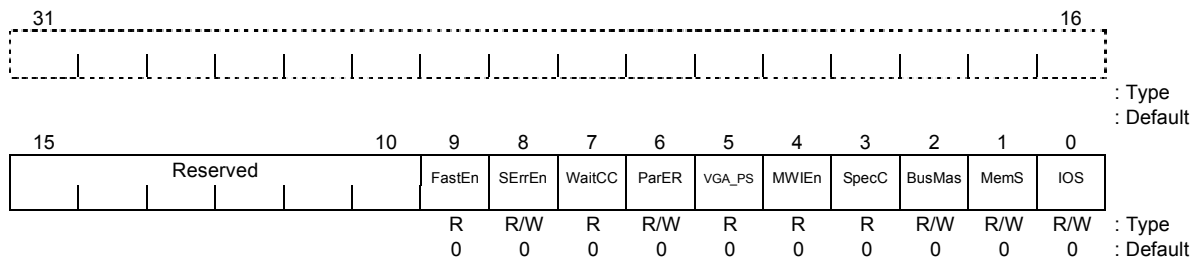 31 16
: Type
: Default
15 10 9 8 7 6 5 4 3 2 1 0
Reserved FastEn SErrEn WaitCC ParER VGA_PS MWIEn SpecC BusMas MemS IOS
R R/W R R/W R R R R/W R/W R/W : Type
0 0 0 0 0 0 0 0 0 0 : Default